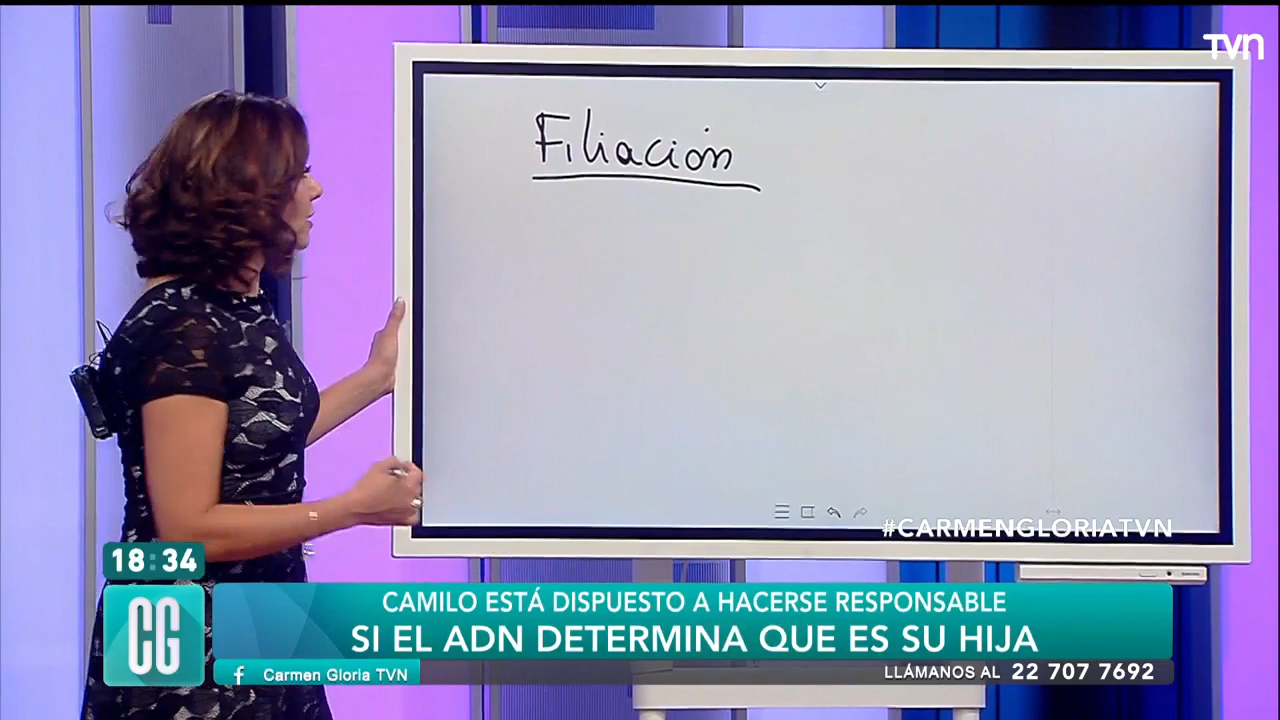 TVN
Filiación
#CARMENGLORIATVN
18:34
CG
CAMILO ESTÁ DISPUESTO A HACERSE RESPONSABLE
SI EL ADN DETERMINA QUE ES SU HIJA
f Carmen Gloria TVN
LLÁMANOS AL 22 707 7692